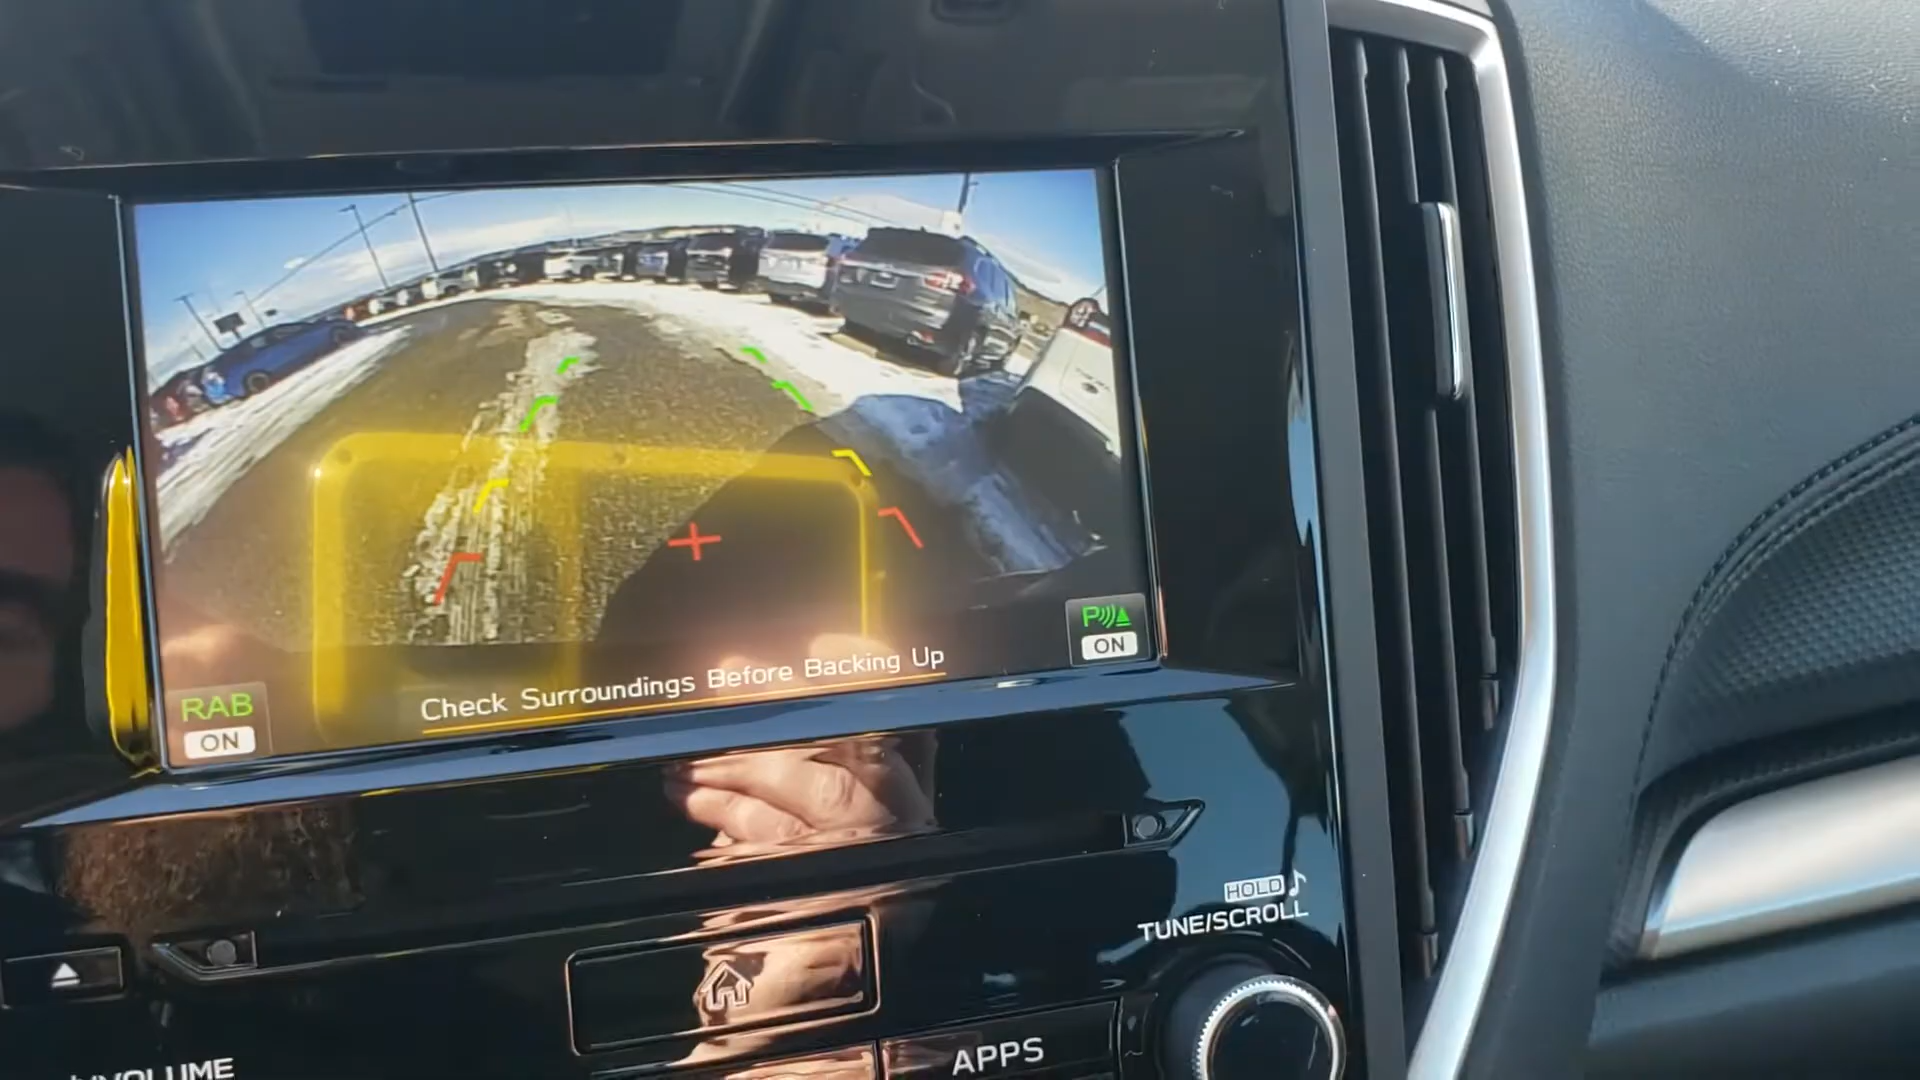 RAB
ON
Check Surroundings Before Backing Up
P
ON
HOLD
TUNE/SCROLL
VOLUME
APPS